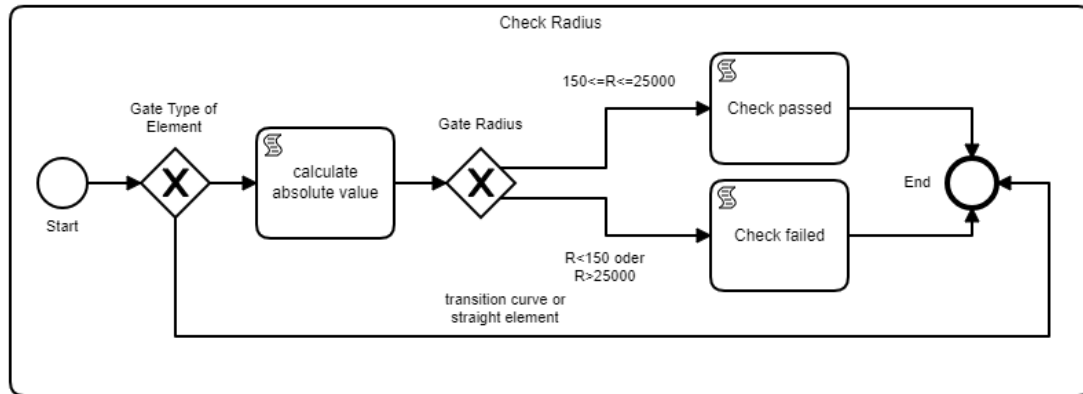 Check Radius
150<=R<=25000
Gate Type of
Element
Gate Radius
Check passed
calculate
absolute value
Start
End
Check failed
R<150 oder
R>25000
transition curve or
straight element